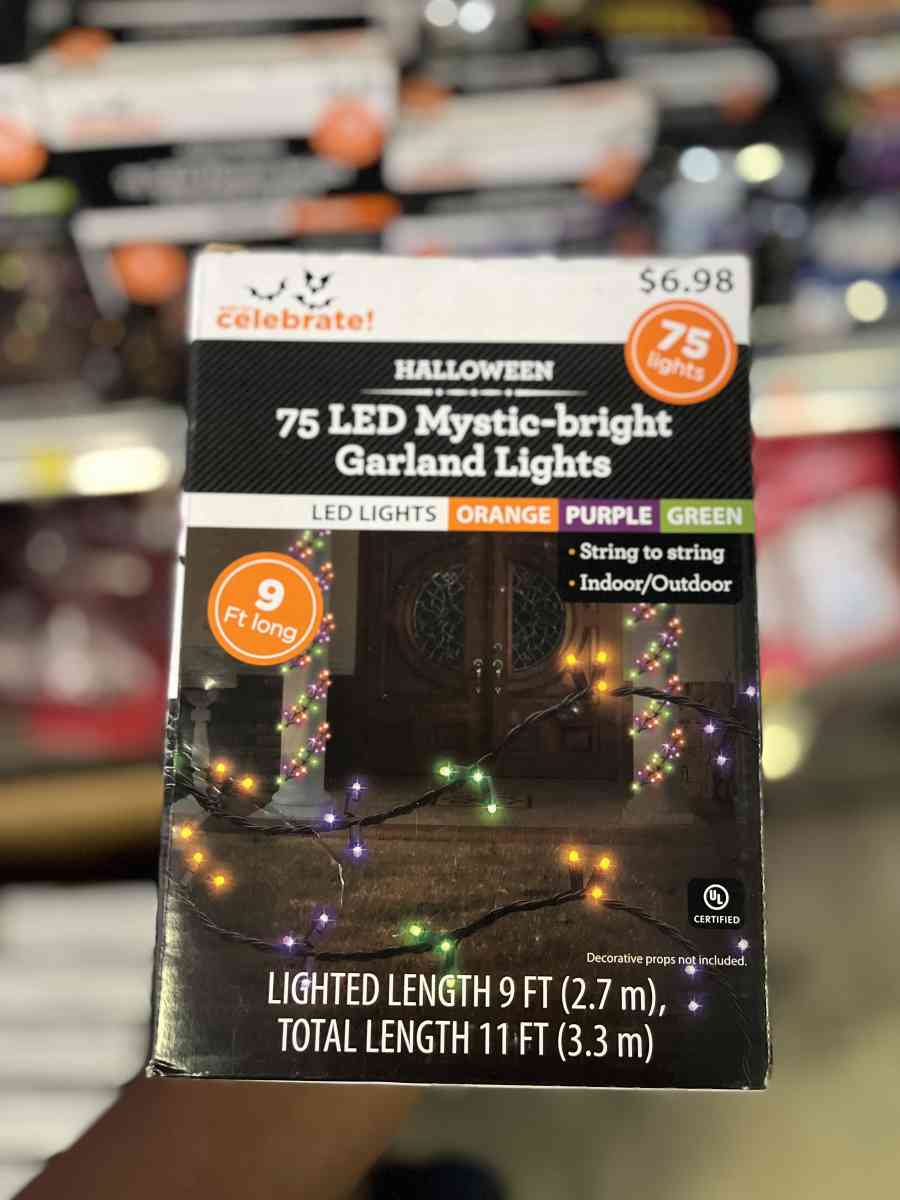 celebrate!
$6.98
75
lights
HALLOWEEN
75 LED Mystic-bright
Garland Lights
LED LIGHTS ORANGE PURPLE GREEN
• String to string
• Indoor/Outdoor
9
Ft long
UL
CERTIFIED
Decorative props not included.
LIGHTED LENGTH 9 FT (2.7 m),
TOTAL LENGTH 11 FT (3.3 m)